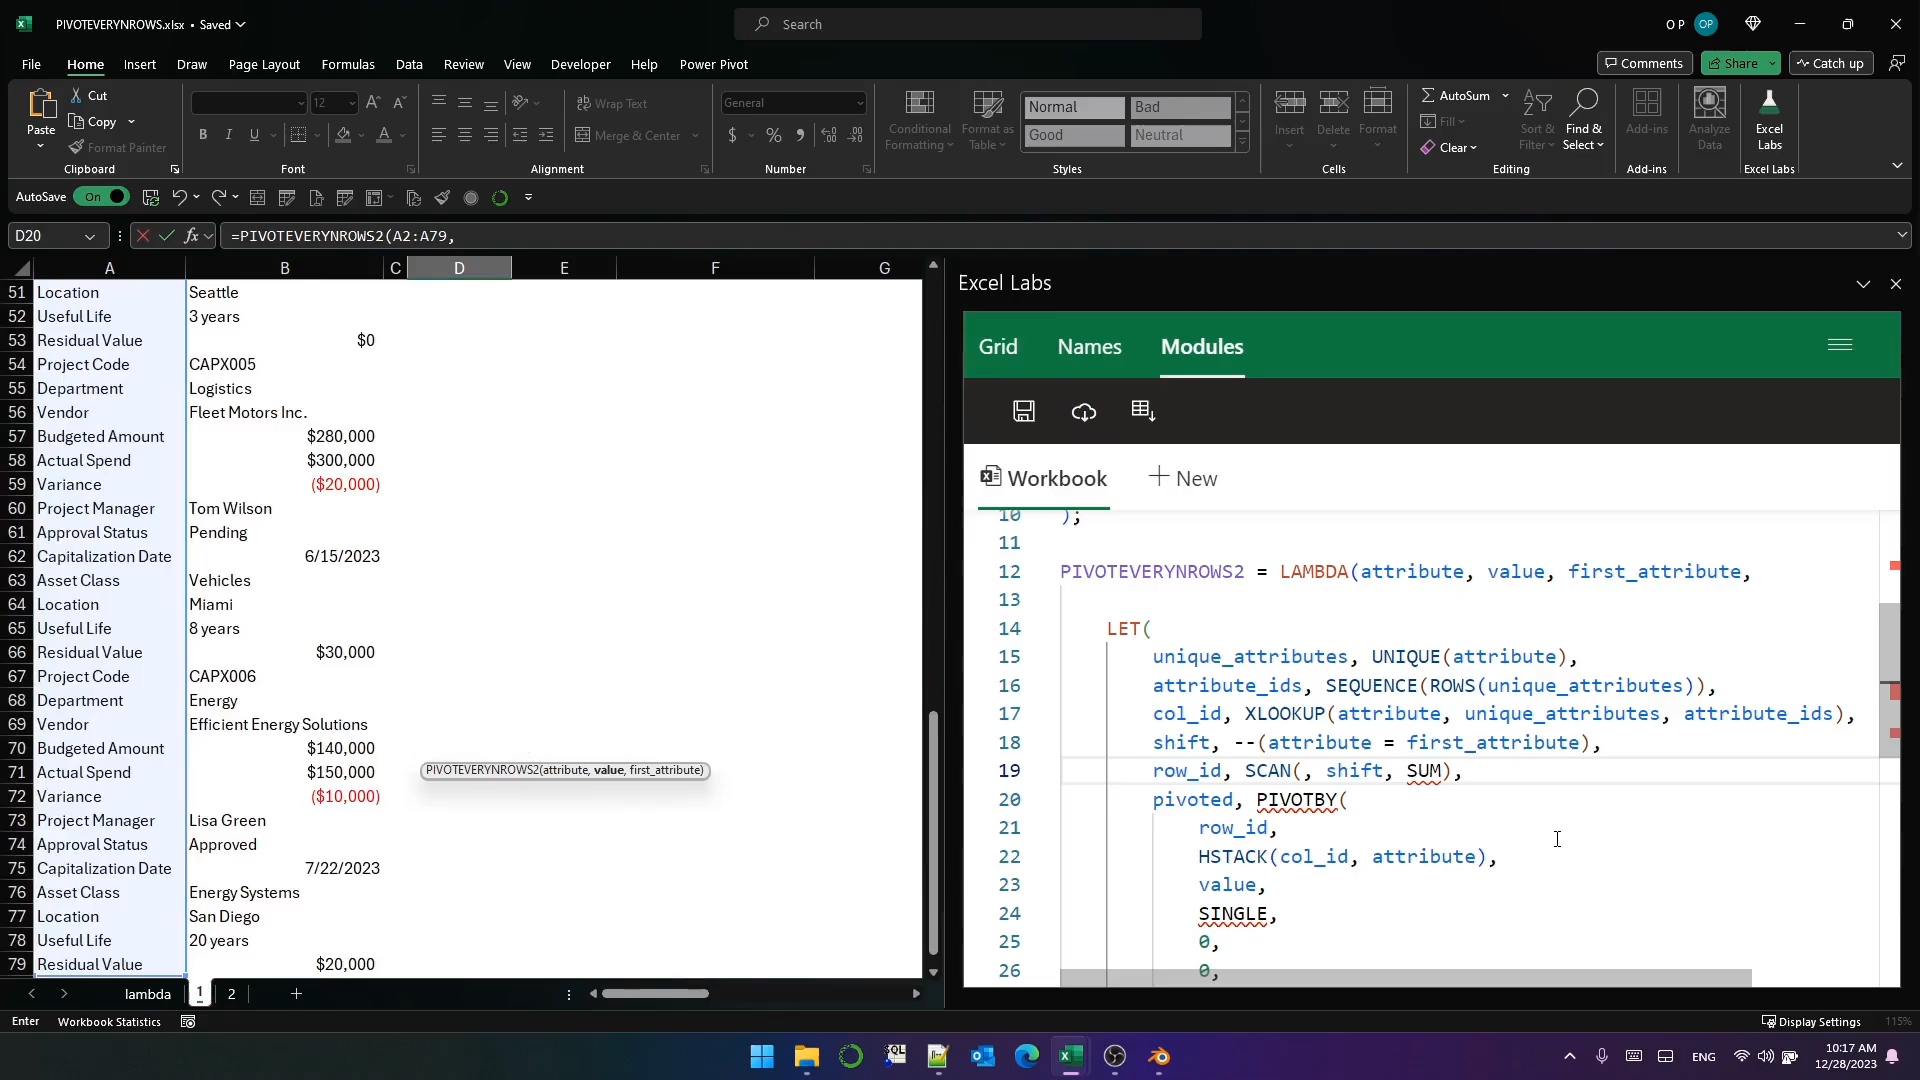 PIVOTEVERYNROWS.xlsx • Saved
Search
O P OP
File Home Insert Draw Page Layout Formulas Data Review View Developer Help Power Pivot
Comments Share Catch up
Paste
Cut
Copy
Format Painter
Clipboard
12
B I U
Font
Wrap Text
Merge & Center
Alignment
General
$ % 9
Number
Conditional Formatting
Format as Table
Normal Bad
Good Neutral
Styles
Insert Delete Format
Cells
AutoSum
Fill
Clear
Sort & Filter
Find & Select
Editing
Add-ins
Add-ins
Analyze Data
Excel Labs
Excel Labs
AutoSave On
D20
fx
=PIVOTEVERYNROWS2(A2:A79,
A B C D E F G
51 Location Seattle
52 Useful Life 3 years
53 Residual Value $0
54 Project Code CAPX005
55 Department Logistics
56 Vendor Fleet Motors Inc.
57 Budgeted Amount $280,000
58 Actual Spend $300,000
59 Variance ($20,000)
60 Project Manager Tom Wilson
61 Approval Status Pending
62 Capitalization Date 6/15/2023
63 Asset Class Vehicles
64 Location Miami
65 Useful Life 8 years
66 Residual Value $30,000
67 Project Code CAPX006
68 Department Energy
69 Vendor Efficient Energy Solutions
70 Budgeted Amount $140,000
71 Actual Spend $150,000
72 Variance ($10,000)
73 Project Manager Lisa Green
74 Approval Status Approved
75 Capitalization Date 7/22/2023
76 Asset Class Energy Systems
77 Location San Diego
78 Useful Life 20 years
79 Residual Value $20,000
PIVOTEVERYNROWS2(attribute, value, first_attribute)
Excel Labs
Grid Names Modules
Workbook New
10 );
11
12 PIVOTEVERYNROWS2 = LAMBDA(attribute, value, first_attribute,
13
14 LET(
15 unique_attributes, UNIQUE(attribute),
16 attribute_ids, SEQUENCE(ROWS(unique_attributes)),
17 col_id, XLOOKUP(attribute, unique_attributes, attribute_ids),
18 shift, --(attribute = first_attribute),
19 row_id, SCAN(, shift, SUM),
20 pivoted, PIVOTBY(
21 row_id,
22 HSTACK(col_id, attribute),
23 value,
24 SINGLE,
25 0,
26 0,
lambda 1 2
Enter Workbook Statistics
Display Settings 115%
ENG
10:17 AM
12/28/2023